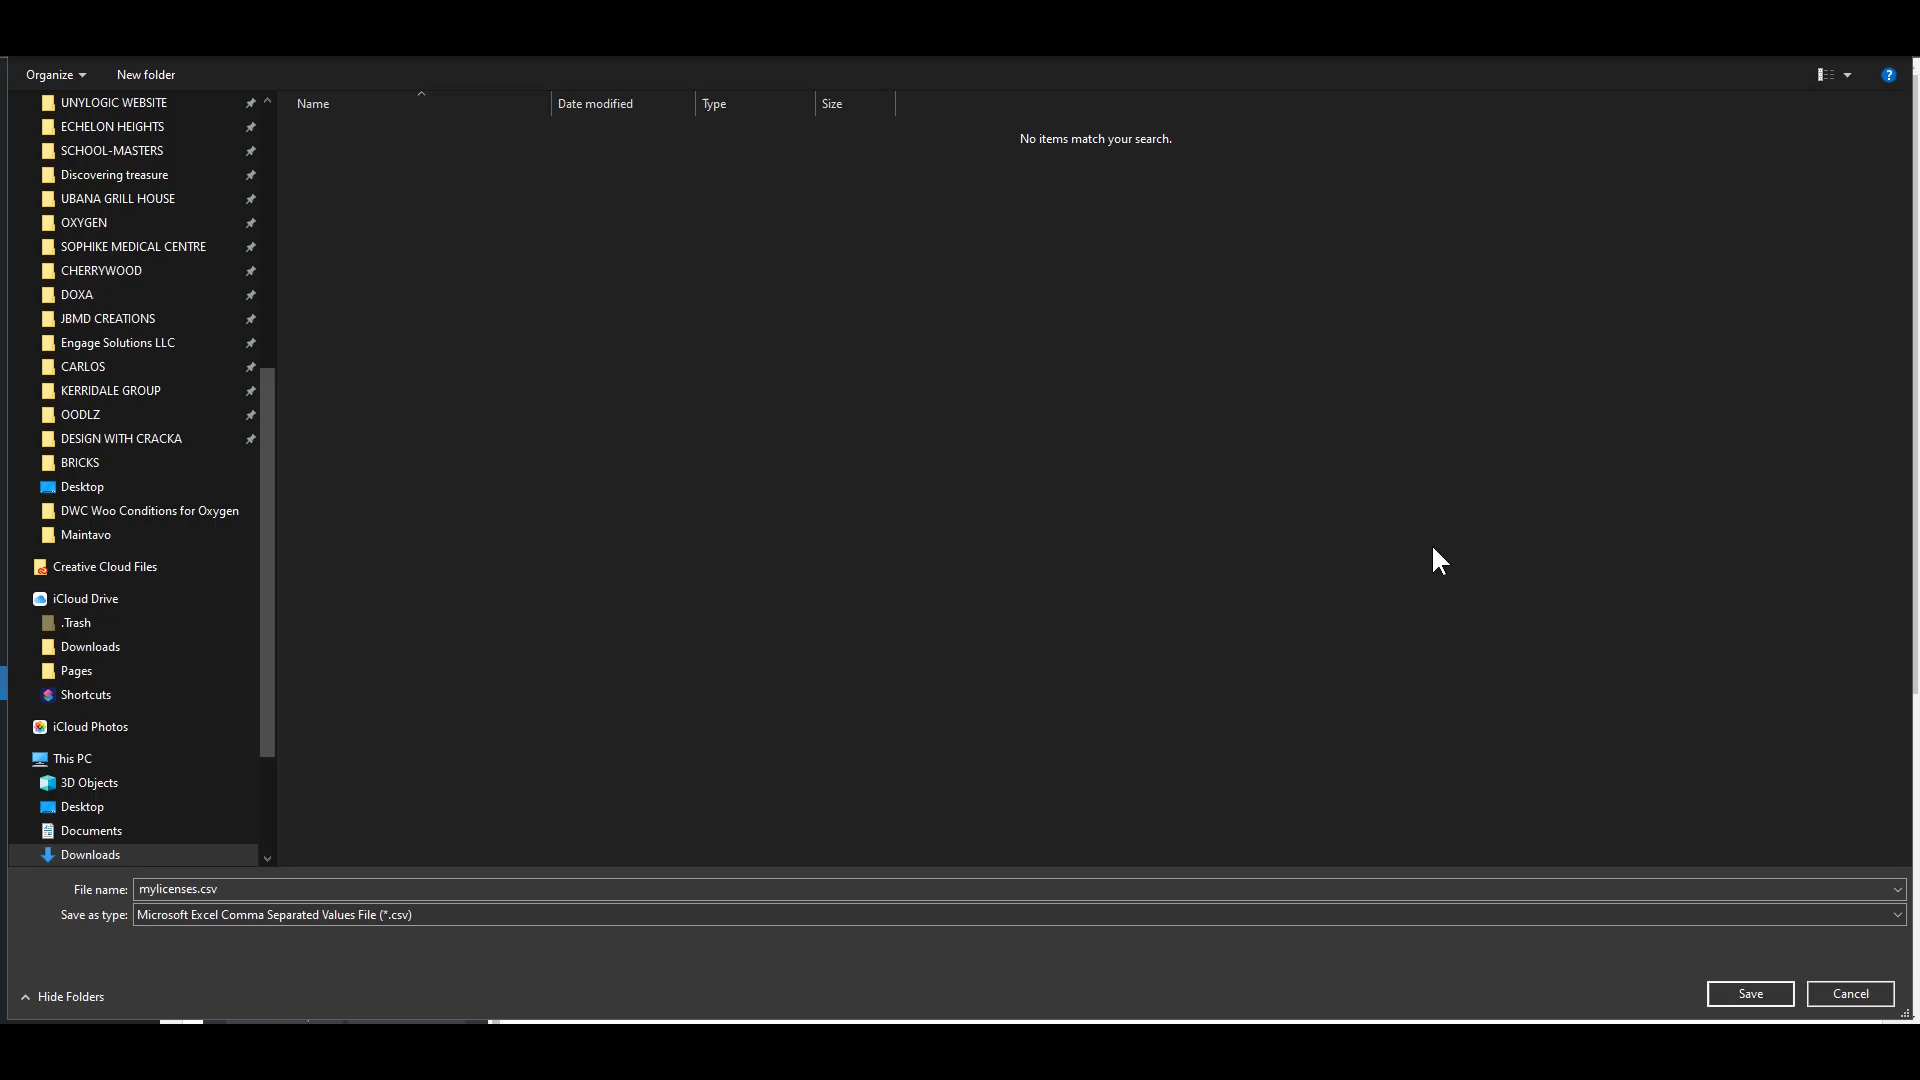 Organize
New folder
?
Name
Date modified
Type
Size
No items match your search.
UNYLOGIC WEBSITE
ECHELON HEIGHTS
SCHOOL-MASTERS
Discovering treasure
UBANA GRILL HOUSE
OXYGEN
SOPHIKE MEDICAL CENTRE
CHERRYWOOD
DOXA
JBMD CREATIONS
Engage Solutions LLC
CARLOS
KERRIDALE GROUP
OODLZ
DESIGN WITH CRACKA
BRICKS
Desktop
DWC Woo Conditions for Oxygen
Maintavo
Creative Cloud Files
iCloud Drive
.Trash
Downloads
Pages
Shortcuts
iCloud Photos
This PC
3D Objects
Desktop
Documents
Downloads
File name: mylicenses.csv
Save as type: Microsoft Excel Comma Separated Values File (*.csv)
Hide Folders
Save
Cancel